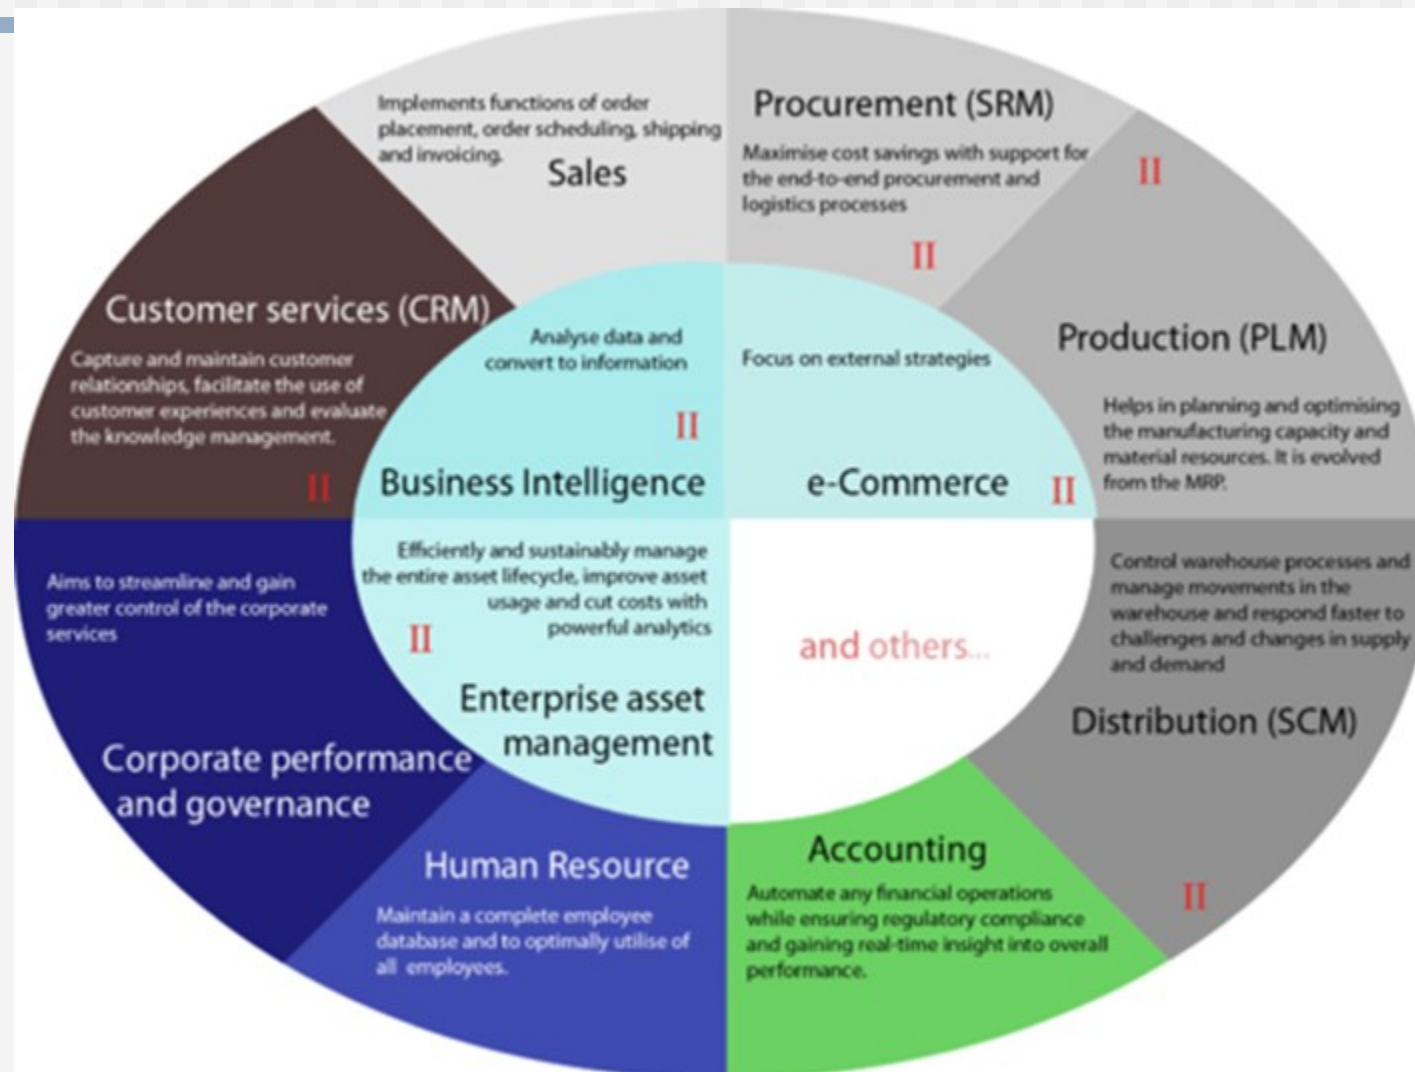 Implements functions of order
placement, order scheduling, shipping
and invoicing.
Sales
Procurement (SRM)
Maximise cost savings with support for
the end-to-end procurement and
logistics processes
II
II
Production (PLM)
Helps in planning and optimising
the manufacturing capacity and
material resources. It is evolved
from the MRP.
Customer services (CRM)
Capture and maintain customer
relationships, facilitate the use of
customer experiences and evaluate
the knowledge management.
II
Analyse data and
convert to information
II
Business Intelligence
Focus on external strategies
e-Commerce
II
Efficiently and sustainably manage
the entire asset lifecycle, improve asset
usage and cut costs with
powerful analytics
II
Enterprise asset
management
and others...
Control warehouse processes and
manage movements in the
warehouse and respond faster to
challenges and changes in supply
and demand
Distribution (SCM)
II
Aims to streamline and gain
greater control of the corporate
services
Corporate performance
and governance
Human Resource
Maintain a complete employee
database and to optimally utilise of
all employees.
Accounting
Automate any financial operations
while ensuring regulatory compliance
and gaining real-time insight into overall
performance.